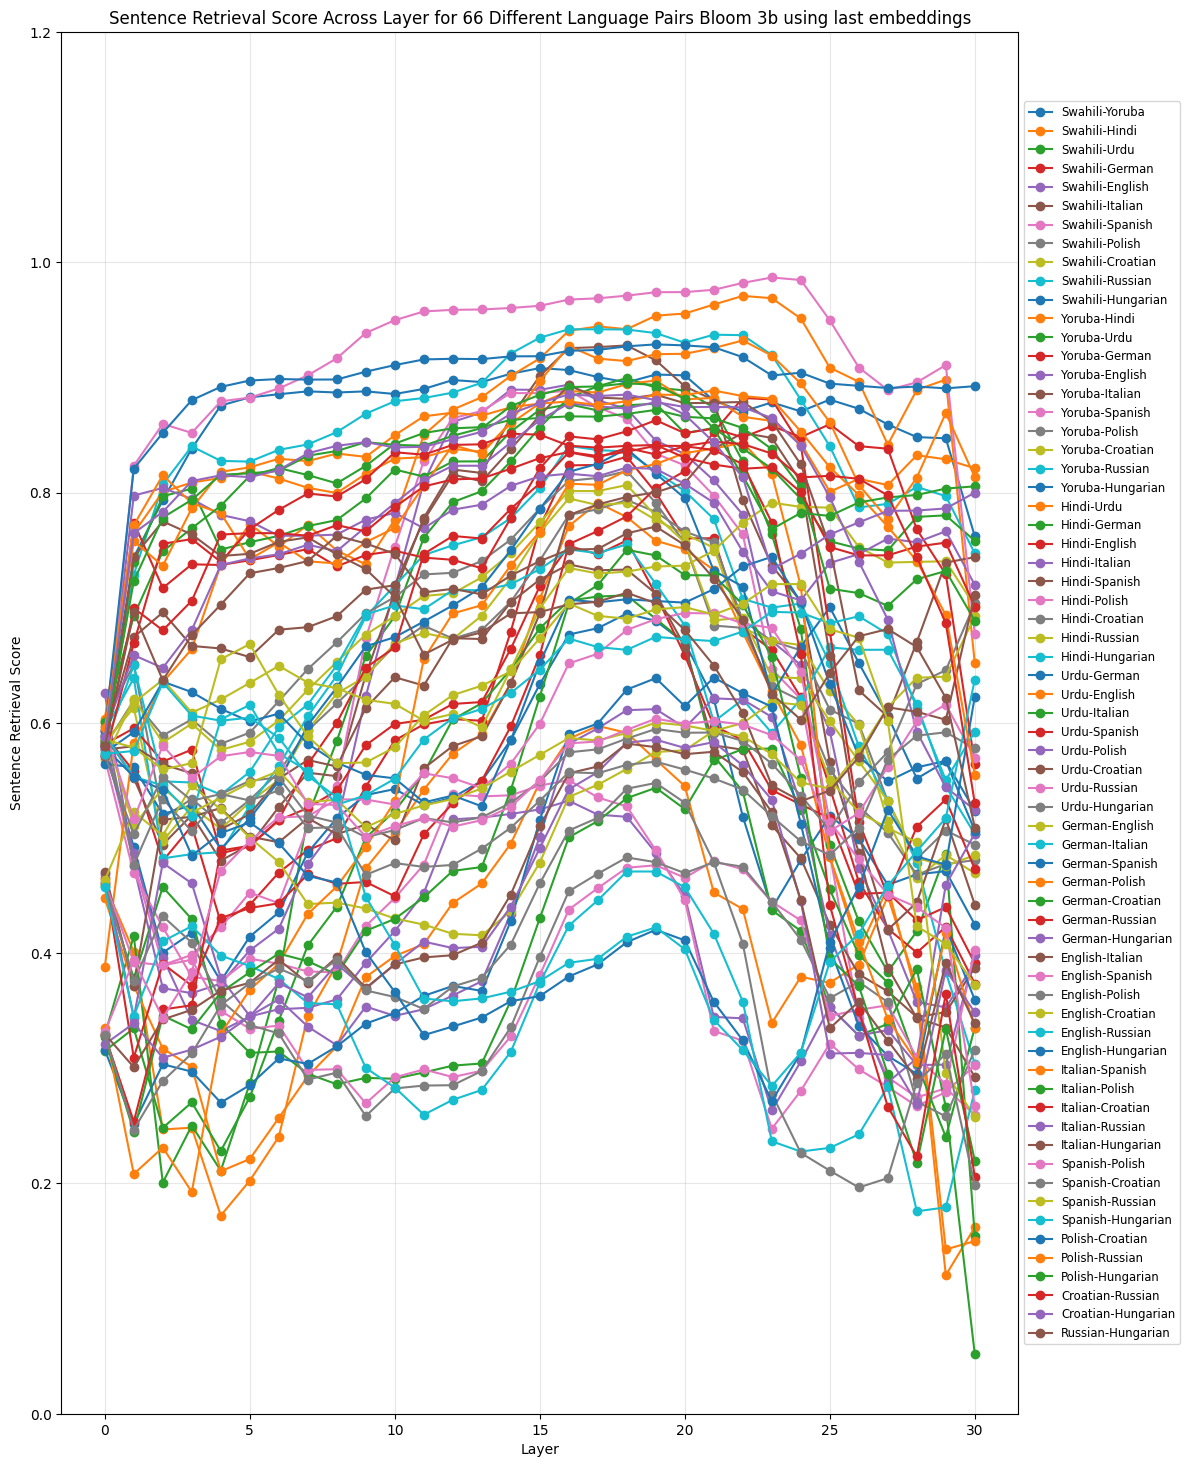 Sentence Retrieval Score Across Layer for 66 Different Language Pairs Bloom 3b using last embeddings
1.2
1.0
0.8
0.6
0.4
0.2
0.0
Sentence Retrieval Score
0 5 10 15 20 25 30
Layer
Swahili-Yoruba
Swahili-Hindi
Swahili-Urdu
Swahili-German
Swahili-English
Swahili-Italian
Swahili-Spanish
Swahili-Polish
Swahili-Croatian
Swahili-Russian
Swahili-Hungarian
Yoruba-Hindi
Yoruba-Urdu
Yoruba-German
Yoruba-English
Yoruba-Italian
Yoruba-Spanish
Yoruba-Polish
Yoruba-Croatian
Yoruba-Russian
Yoruba-Hungarian
Hindi-Urdu
Hindi-German
Hindi-English
Hindi-Italian
Hindi-Spanish
Hindi-Polish
Hindi-Croatian
Hindi-Russian
Hindi-Hungarian
Urdu-German
Urdu-English
Urdu-Italian
Urdu-Spanish
Urdu-Polish
Urdu-Croatian
Urdu-Russian
Urdu-Hungarian
German-English
German-Italian
German-Spanish
German-Polish
German-Croatian
German-Russian
German-Hungarian
English-Italian
English-Spanish
English-Polish
English-Croatian
English-Russian
English-Hungarian
Italian-Spanish
Italian-Polish
Italian-Croatian
Italian-Russian
Italian-Hungarian
Spanish-Polish
Spanish-Croatian
Spanish-Russian
Spanish-Hungarian
Polish-Croatian
Polish-Russian
Polish-Hungarian
Croatian-Russian
Croatian-Hungarian
Russian-Hungarian